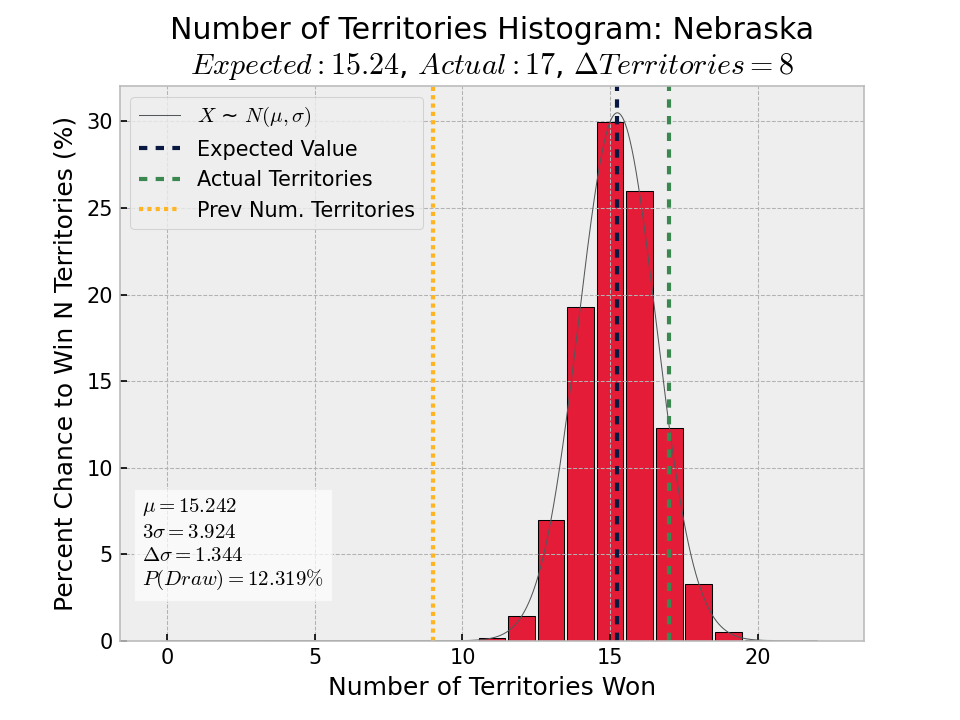 Number of Territories Histogram: Nebraska
Expected : 15.24, Actual : 17, ΔTerritories = 8
Percent Chance to Win N Territories (%)
30
25
20
15
10
5
0
X ~ N(μ, σ)
Expected Value
Actual Territories
Prev Num. Territories
μ = 15.242
3σ = 3.924
Δσ = 1.344
P(Draw) = 12.319%
0 5 10 15 20
Number of Territories Won